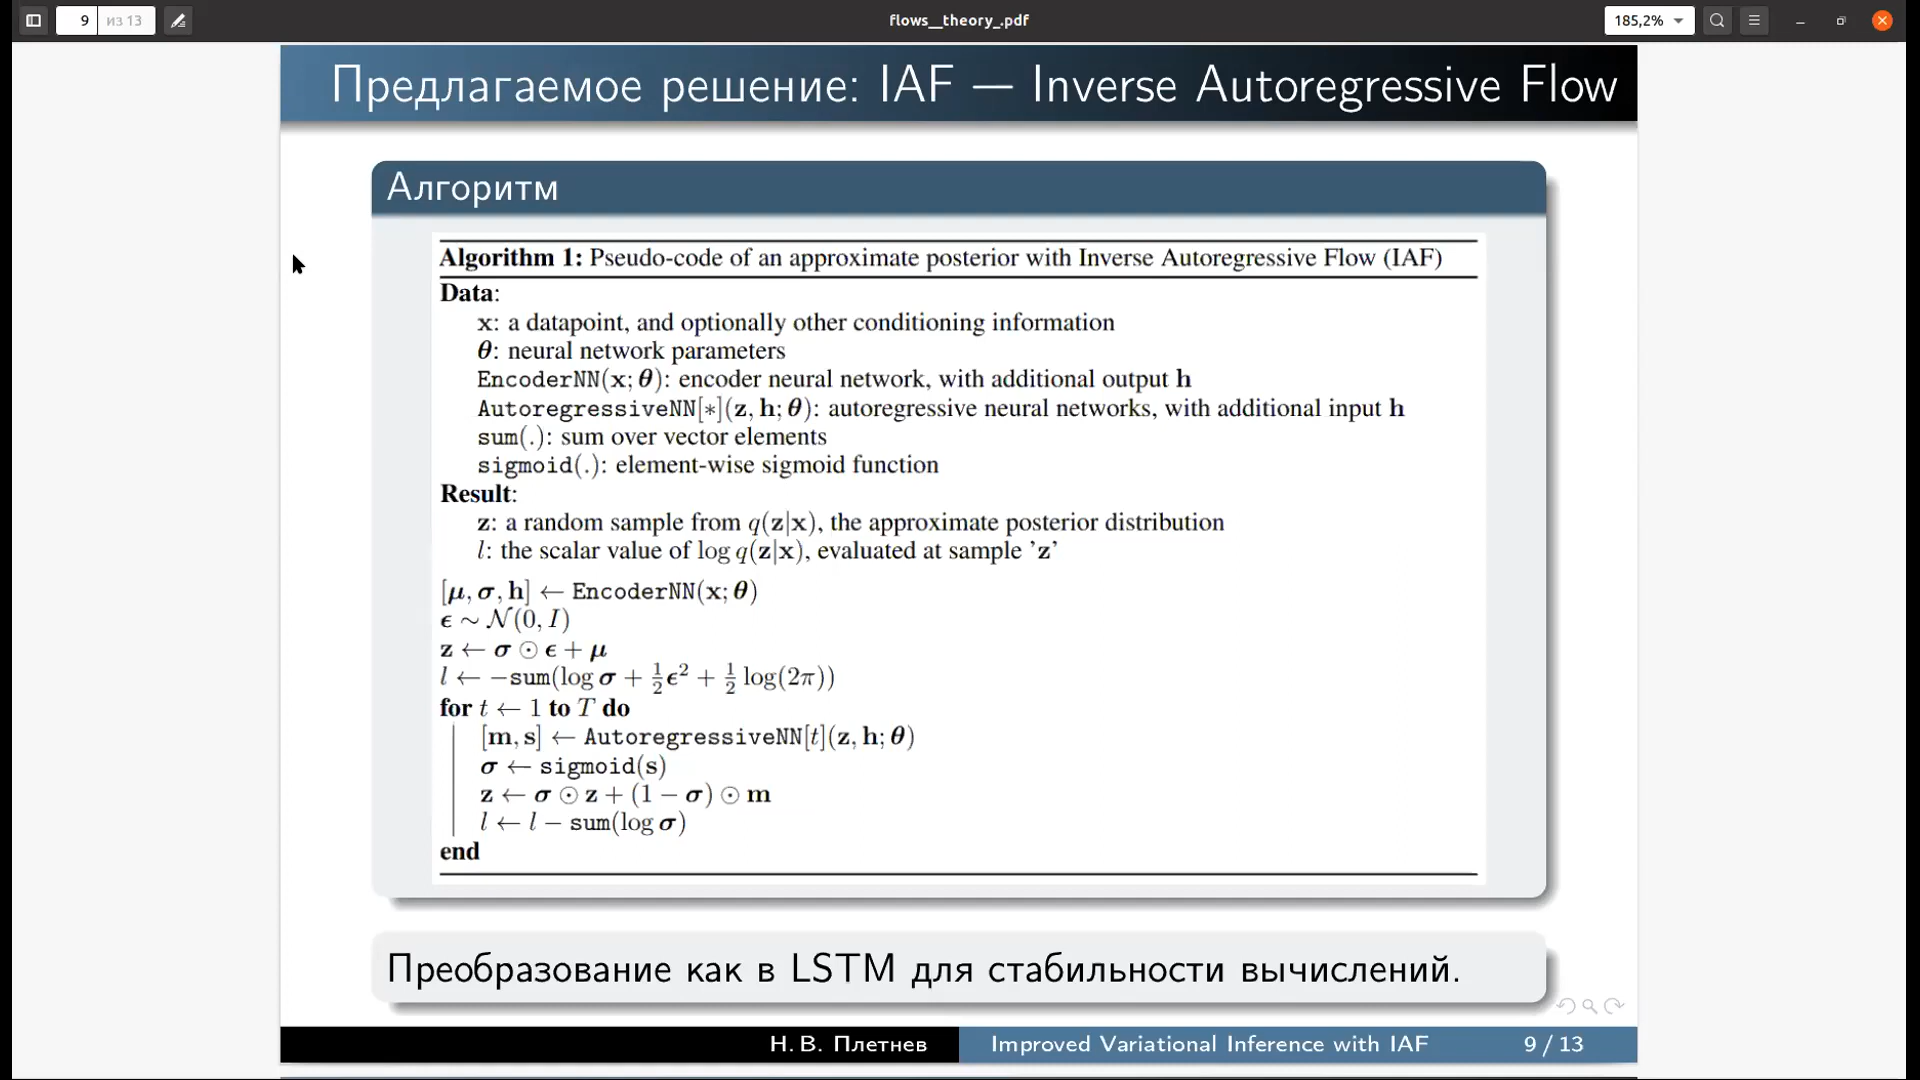 9 из 13
flows__theory_.pdf
185,2%
Предлагаемое решение: IAF — Inverse Autoregressive Flow
Алгоритм
Algorithm 1: Pseudo-code of an approximate posterior with Inverse Autoregressive Flow (IAF)
Data:
x: a datapoint, and optionally other conditioning information
θ: neural network parameters
EncoderNN(x; θ): encoder neural network, with additional output h
AutoregressiveNN[∗](z, h; θ): autoregressive neural networks, with additional input h
sum(.): sum over vector elements
sigmoid(.): element-wise sigmoid function
Result:
z: a random sample from q(z|x), the approximate posterior distribution
l: the scalar value of log q(z|x), evaluated at sample ’z’
[μ, σ, h] ← EncoderNN(x; θ)
ϵ ∼ 𝒩(0, I)
z ← σ ⊙ ϵ + μ
l ← −sum(log σ + ½ϵ² + ½ log(2π))
for t ← 1 to T do
[m, s] ← AutoregressiveNN[t](z, h; θ)
σ ← sigmoid(s)
z ← σ ⊙ z + (1 − σ) ⊙ m
l ← l − sum(log σ)
end
Преобразование как в LSTM для стабильности вычислений.
Н. В. Плетнев Improved Variational Inference with IAF 9 / 13